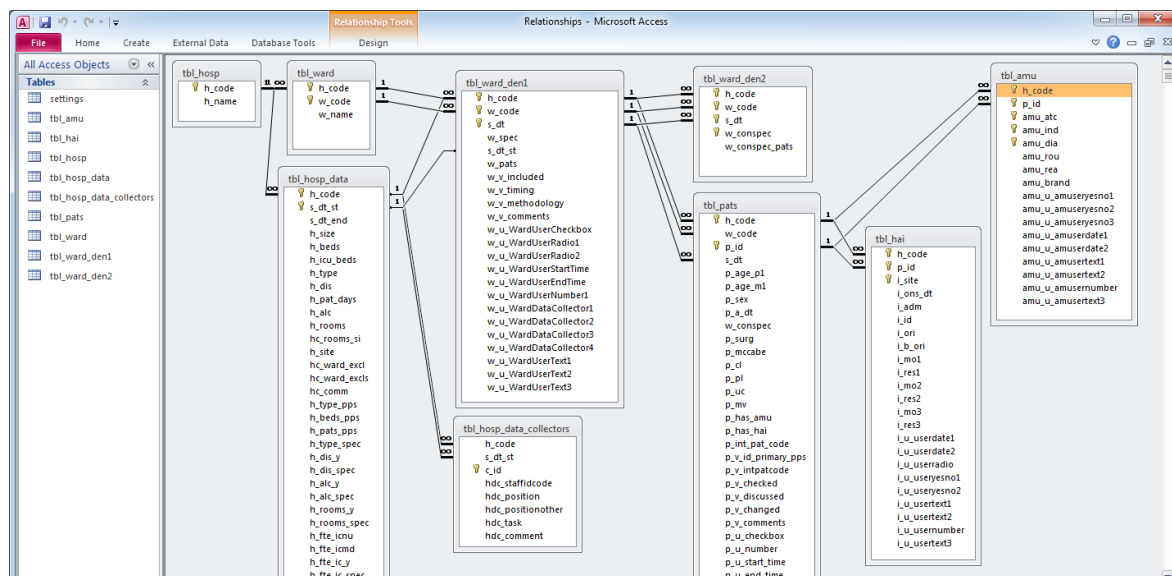 Relationship Tools
Relationships - Microsoft Access
File
Home
Create
External Data
Database Tools
Design
All Access Objects
Tables
settings
tbl_amu
tbl_hai
tbl_hosp
tbl_hosp_data
tbl_hosp_data_collectors
tbl_pats
tbl_ward
tbl_ward_den1
tbl_ward_den2
tbl_hosp
h_code
h_name
tbl_ward
h_code
w_code
w_name
tbl_hosp_data
h_code
s_dt_st
s_dt_end
h_size
h_beds
h_icu_beds
h_type
h_dis
h_pat_days
h_alc
h_rooms
hc_rooms_si
h_site
hc_ward_excl
hc_ward_excls
hc_comm
h_type_pps
h_beds_pps
h_pats_pps
h_type_spec
h_dis_y
h_dis_spec
h_alc_y
h_alc_spec
h_rooms_y
h_rooms_spec
h_fte_icnu
h_fte_icmd
h_fte_ic_y
h_fte_ic_spec
tbl_ward_den1
h_code
w_code
s_dt
w_spec
s_dt_st
w_pats
w_v_included
w_v_timing
w_v_methodology
w_v_comments
w_u_WardUserCheckbox
w_u_WardUserRadio1
w_u_WardUserRadio2
w_u_WardUserStartTime
w_u_WardUserEndTime
w_u_WardUserNumber1
w_u_WardDataCollector1
w_u_WardDataCollector2
w_u_WardDataCollector3
w_u_WardDataCollector4
w_u_WardUserText1
w_u_WardUserText2
w_u_WardUserText3
tbl_hosp_data_collectors
h_code
s_dt_st
c_id
hdc_staffidcode
hdc_position
hdc_positionother
hdc_task
hdc_comment
tbl_ward_den2
h_code
w_code
s_dt
w_conspec
w_conspec_pats
tbl_pats
h_code
w_code
p_id
s_dt
p_age_p1
p_age_m1
p_sex
p_a_dt
w_conspec
p_surg
p_mccabe
p_cl
p_pl
p_uc
p_mv
p_has_amu
p_has_hai
p_int_pat_code
p_v_id_primary_pps
p_v_intpatcode
p_v_checked
p_v_discussed
p_v_changed
p_v_comments
p_u_checkbox
p_u_number
p_u_start_time
p_u_end_time
tbl_hai
h_code
p_id
i_site
i_ons_dt
i_adm
i_id
i_ori
i_b_ori
i_mo1
i_res1
i_mo2
i_res2
i_mo3
i_res3
i_u_userdate1
i_u_userdate2
i_u_userradio
i_u_useryesno1
i_u_useryesno2
i_u_usertext1
i_u_usertext2
i_u_usernumber
i_u_usertext3
tbl_amu
h_code
p_id
amu_atc
amu_ind
amu_dia
amu_rou
amu_rea
amu_brand
amu_u_amuseryesno1
amu_u_amuseryesno2
amu_u_amuseryesno3
amu_u_amuserdate1
amu_u_amuserdate2
amu_u_amusertext1
amu_u_amusertext2
amu_u_amusernumber
amu_u_amusertext3